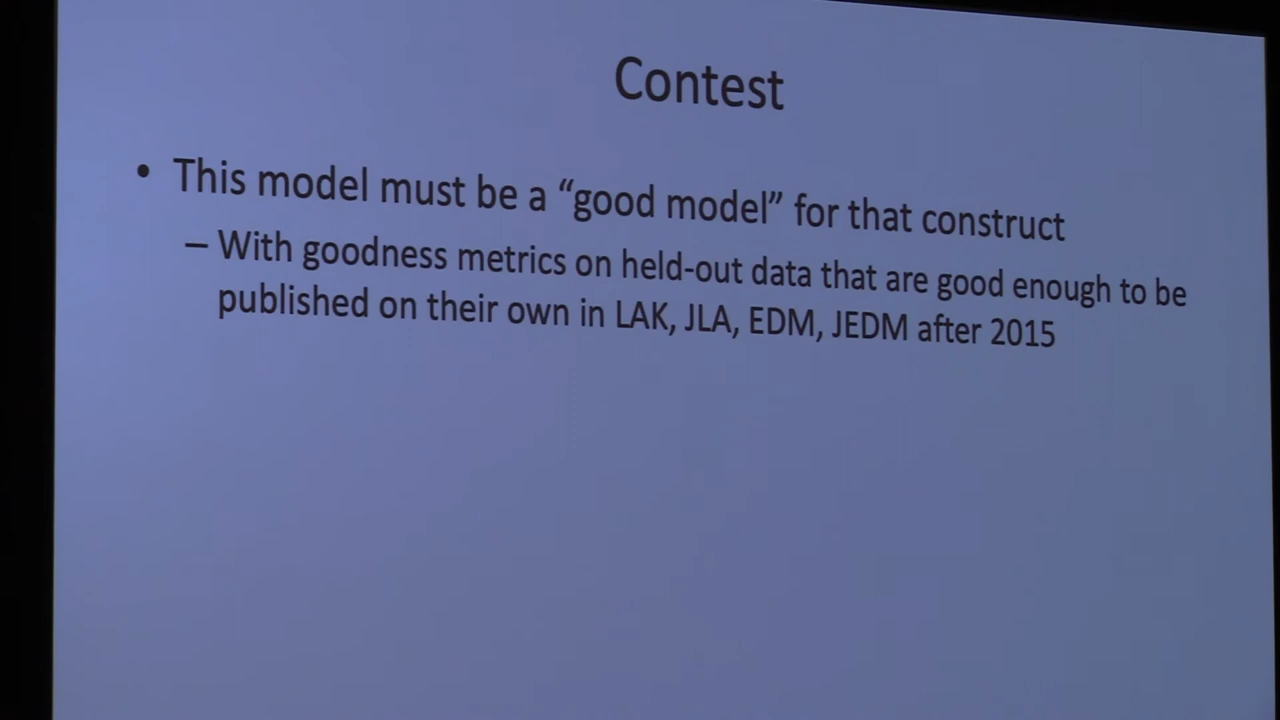 Contest
• This model must be a “good model” for that construct
– With goodness metrics on held-out data that are good enough to be
published on their own in LAK, JLA, EDM, JEDM after 2015